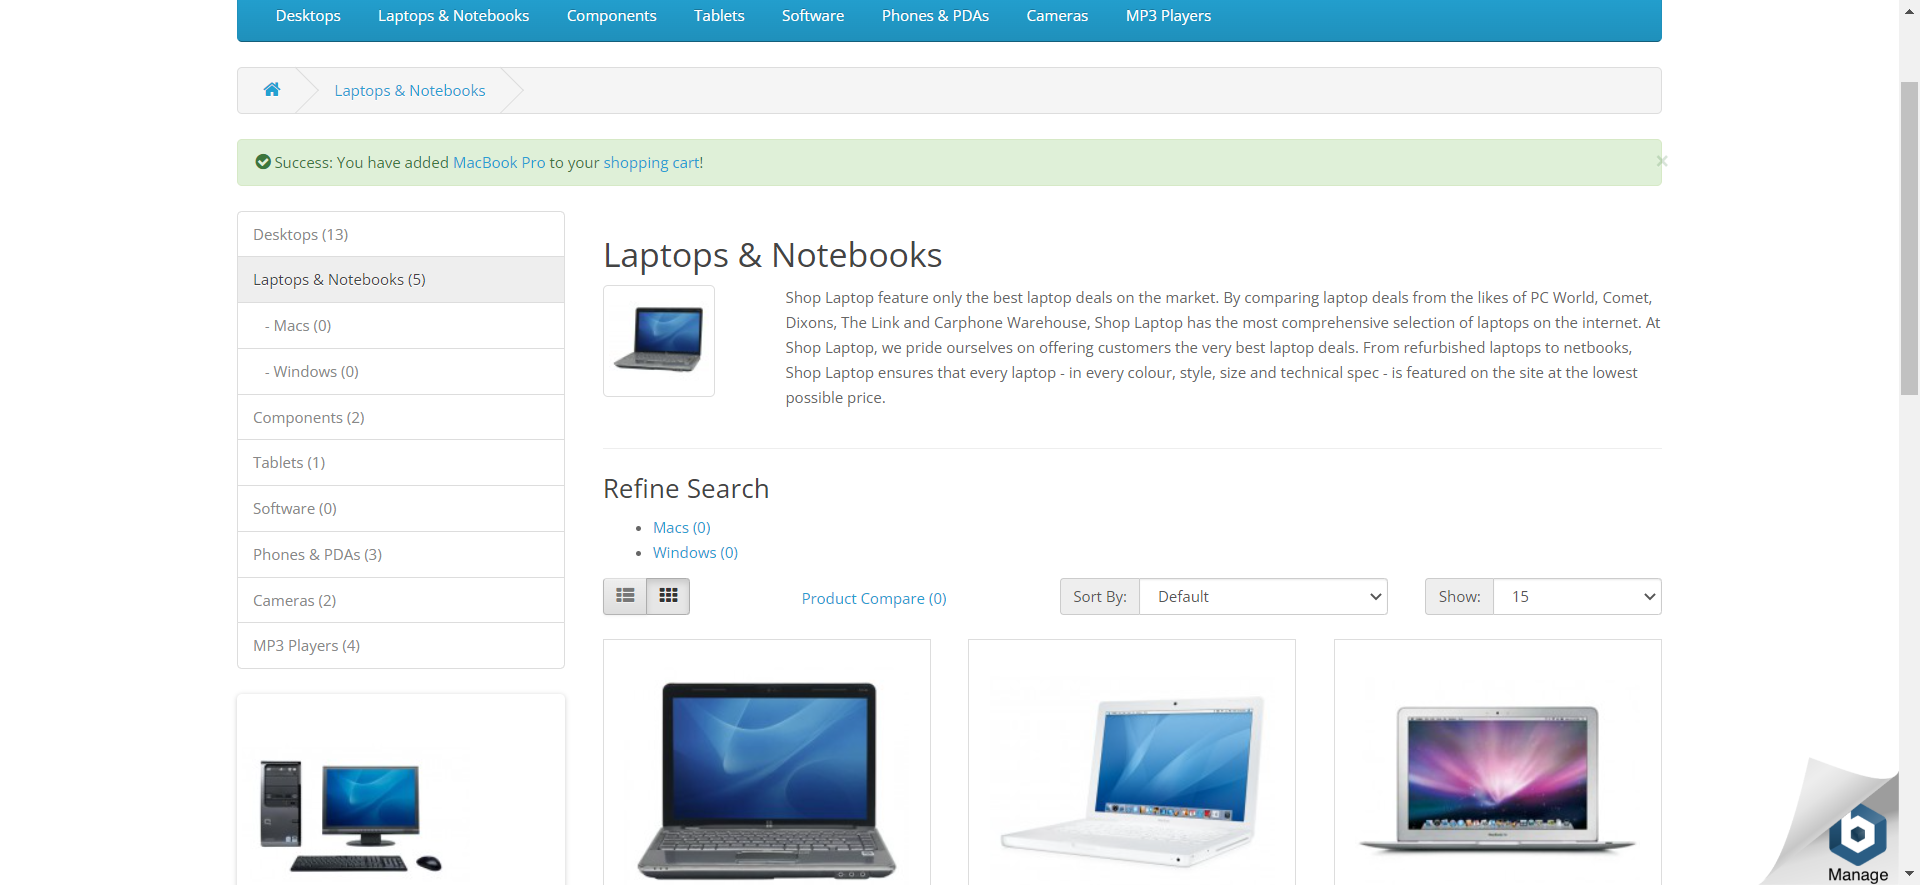 Desktops Laptops & Notebooks Components Tablets Software Phones & PDAs Cameras MP3 Players
Laptops & Notebooks
Success: You have added MacBook Pro to your shopping cart!
×
Desktops (13)
Laptops & Notebooks (5)
- Macs (0)
- Windows (0)
Components (2)
Tablets (1)
Software (0)
Phones & PDAs (3)
Cameras (2)
MP3 Players (4)
Laptops & Notebooks
Shop Laptop feature only the best laptop deals on the market. By comparing laptop deals from the likes of PC World, Comet,
Dixons, The Link and Carphone Warehouse, Shop Laptop has the most comprehensive selection of laptops on the internet. At
Shop Laptop, we pride ourselves on offering customers the very best laptop deals. From refurbished laptops to netbooks,
Shop Laptop ensures that every laptop - in every colour, style, size and technical spec - is featured on the site at the lowest
possible price.
Refine Search
Macs (0)
Windows (0)
Product Compare (0)
Sort By: Default
Show: 15
b
Manage